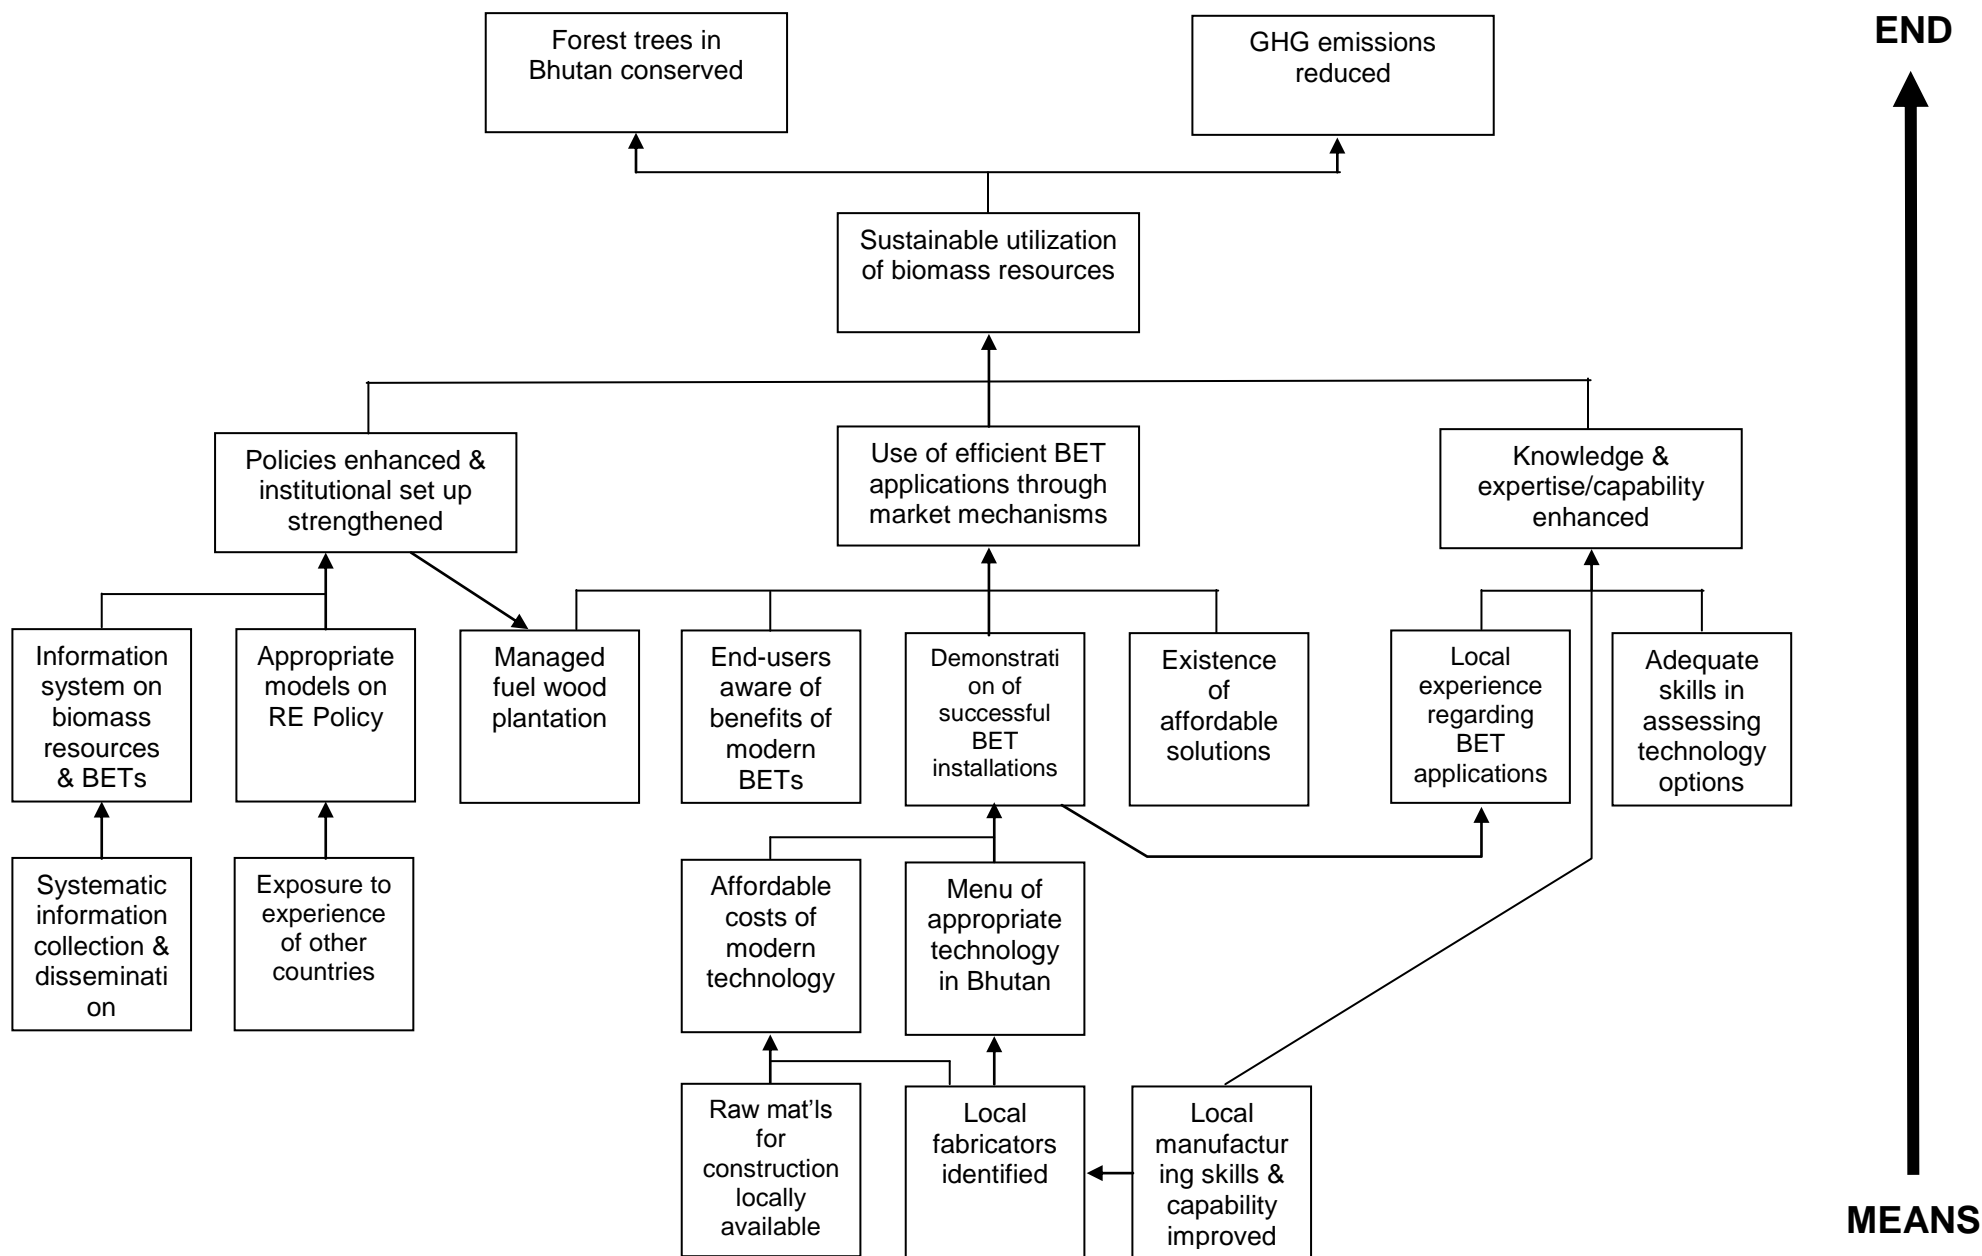 Forest trees in
Bhutan conserved
GHG emissions
reduced
END
Sustainable utilization
of biomass resources
Policies enhanced &
institutional set up
strengthened
Use of efficient BET
applications through
market mechanisms
Knowledge &
expertise/capability
enhanced
Information
system on
biomass
resources
& BETs
Appropriate
models on
RE Policy
Managed
fuel wood
plantation
End-users
aware of
benefits of
modern
BETs
Demonstrati
on of
successful
BET
installations
Existence
of
affordable
solutions
Local
experience
regarding
BET
applications
Adequate
skills in
assessing
technology
options
Systematic
information
collection &
disseminati
on
Exposure to
experience
of other
countries
Affordable
costs of
modern
technology
Menu of
appropriate
technology
in Bhutan
Raw mat'ls
for
construction
locally
available
Local
fabricators
identified
Local
manufactur
ing skills &
capability
improved
MEANS